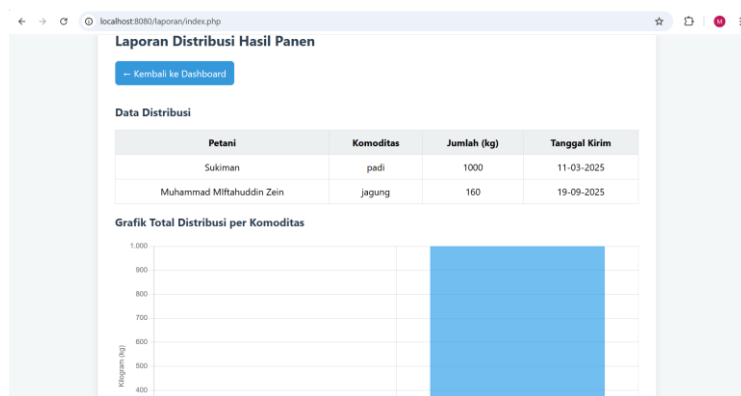 localhost:8080/laporan/index.php
M
Laporan Distribusi Hasil Panen
← Kembali ke Dashboard
Data Distribusi
Petani Komoditas Jumlah (kg) Tanggal Kirim
Sukiman padi 1000 11-03-2025
Muhammad MIftahuddin Zein jagung 160 19-09-2025
Grafik Total Distribusi per Komoditas
1.000
900
800
700
600
500
400
Kilogram (kg)